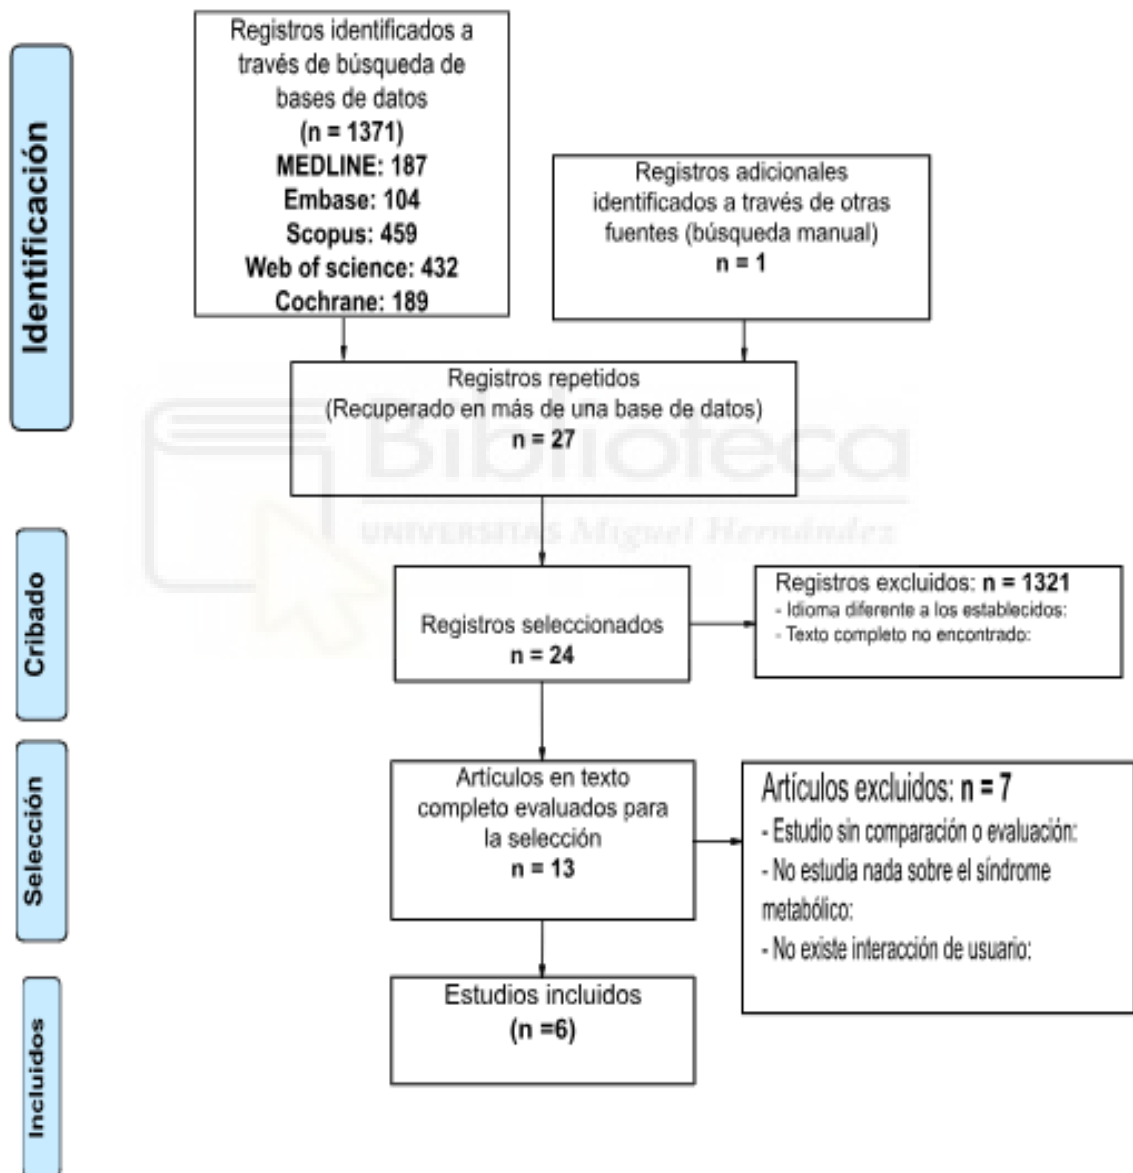 Identificación
Registros identificados a
través de búsqueda de
bases de datos
(n = 1371)
MEDLINE: 187
Embase: 104
Scopus: 459
Web of science: 432
Cochrane: 189
Registros adicionales
identificados a través de otras
fuentes (búsqueda manual)
n = 1
Registros repetidos
(Recuperado en más de una base de datos)
n = 27
Biblioteca
UNIVERSITAS Miguel Hernández
Cribado
Registros seleccionados
n = 24
Registros excluidos: n = 1321
- Idioma diferente a los establecidos:
- Texto completo no encontrado:
Selección
Artículos en texto
completo evaluados para
la selección
n = 13
Artículos excluidos: n = 7
- Estudio sin comparación o evaluación:
- No estudia nada sobre el síndrome
metabólico:
- No existe interacción de usuario:
Incluidos
Estudios incluidos
(n =6)